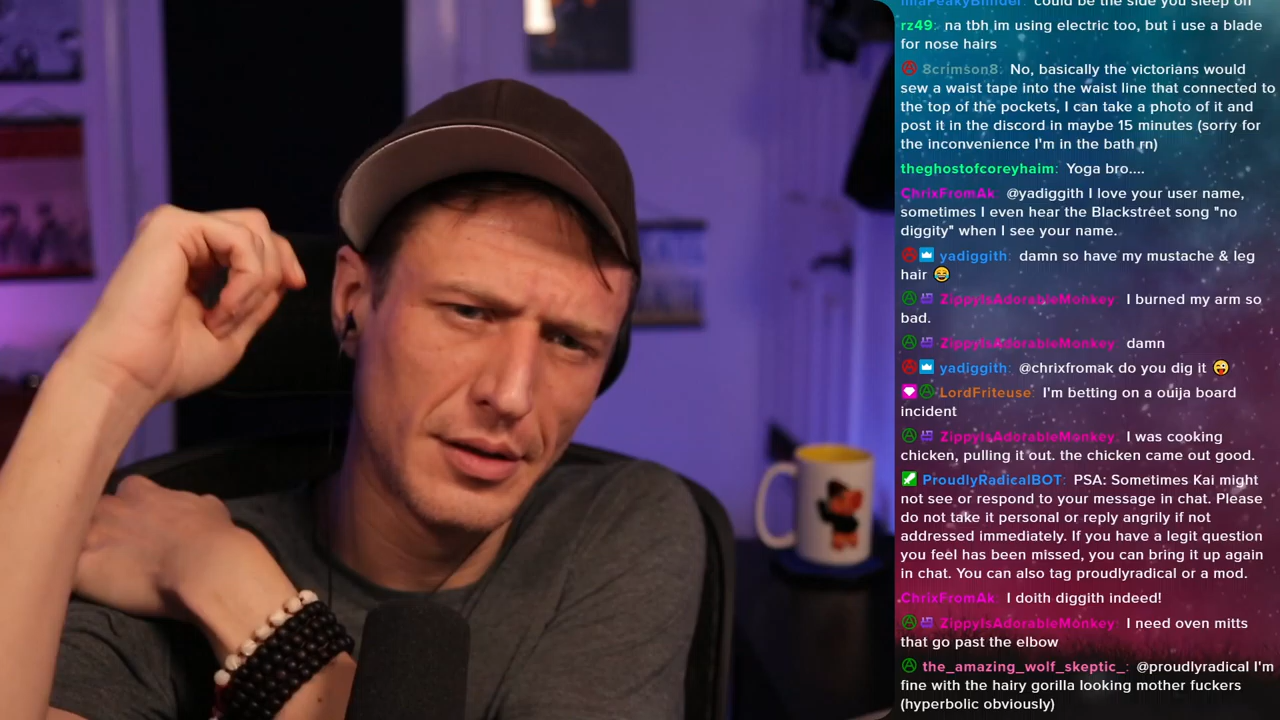 could be the side you sleep on
rz49: na tbh im using electric too, but i use a blade
for nose hairs
8crimson8: No, basically the victorians would
sew a waist tape into the waist line that connected to
the top of the pockets, I can take a photo of it and
post it in the discord in maybe 15 minutes (sorry for
the inconvenience I'm in the bath rn)
theghostofcoreyhaim: Yoga bro....
ChrixFromAk: @yadiggith I love your user name,
sometimes I even hear the Blackstreet song "no
diggity" when I see your name.
yadiggith: damn so have my mustache & leg
hair 😂
ZippyIsAdorableMonkey: I burned my arm so
bad.
ZippyIsAdorableMonkey: damn
yadiggith: @chrixfromak do you dig it 😜
LordFriteuse: I'm betting on a ouija board
incident
ZippyIsAdorableMonkey: I was cooking
chicken, pulling it out. the chicken came out good.
ProudlyRadicalBOT: PSA: Sometimes Kai might
not see or respond to your message in chat. Please
do not take it personal or reply angrily if not
addressed immediately. If you have a legit question
you feel has been missed, you can bring it up again
in chat. You can also tag proudlyradical or a mod.
ChrixFromAk: I doith diggith indeed!
ZippyIsAdorableMonkey: I need oven mitts
that go past the elbow
the_amazing_wolf_skeptic_: @proudlyradical I'm
fine with the hairy gorilla looking mother fuckers
(hyperbolic obviously)